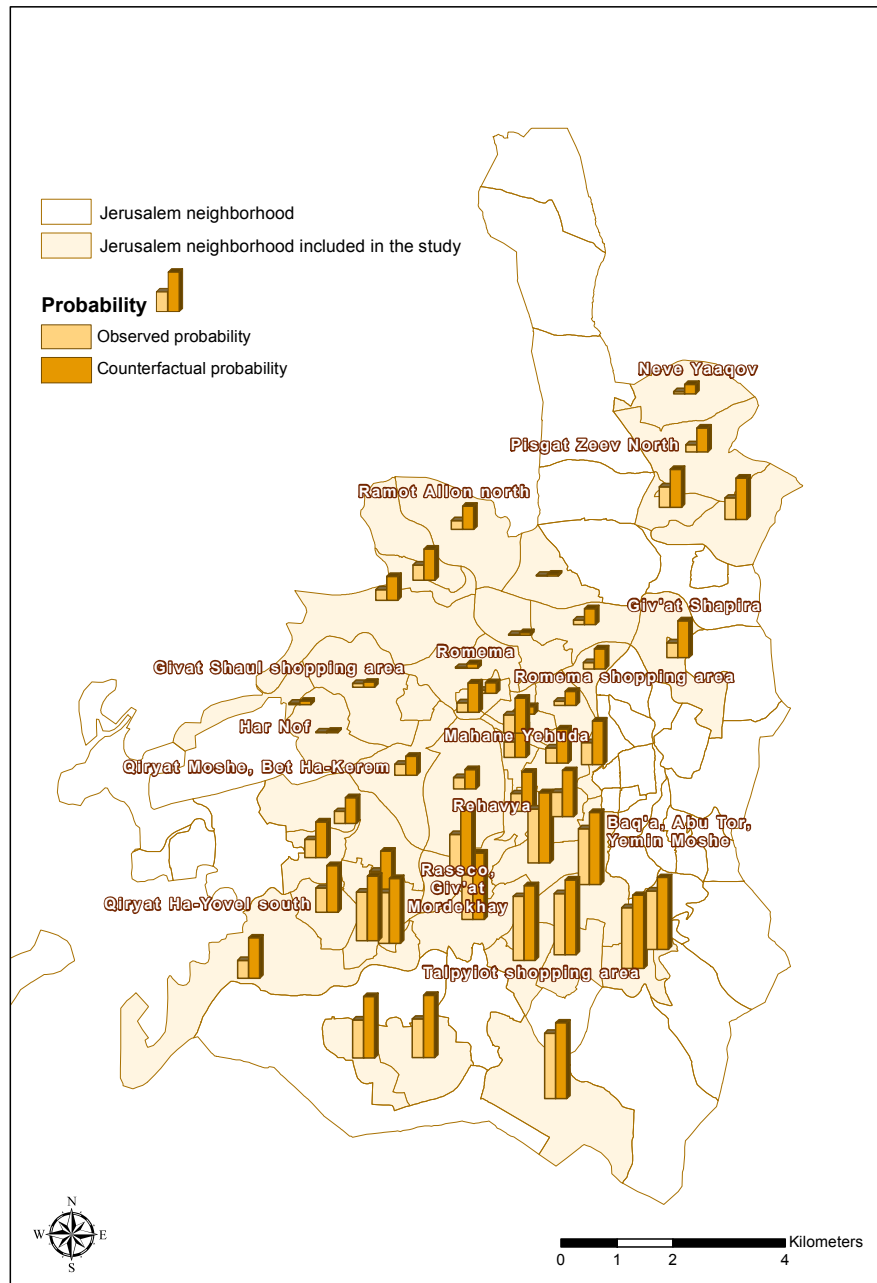 Jerusalem neighborhood
Jerusalem neighborhood included in the study
Probability
Observed probability
Counterfactual probability
Neve Yaaqov
Pisgat Zeev North
Ramot Allon north
Giv'at Shapira
Romema
Givat Shaul shopping area
Romema shopping area
Har Nof
Mahane Yehuda
Qiryat Moshe, Bet Ha-Kerem
Rehavya
Baq'a, Abu Tor,
Yemin Moshe
Rassco,
Giv'at
Mordekhay
Qiryat Ha-Yovel south
Talpyiot shopping area
N
W E
S
Kilometers
0 1 2 4